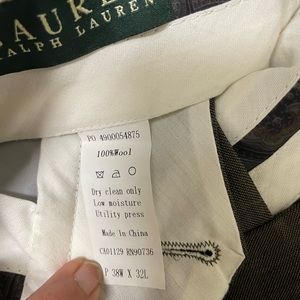 LAUREN
RALPH LAUREN
PO 4900054875
100%Wool
Dry clean only
Low moisture
Utility press
Made In China
CA01129 RN90736
P 38W X 32L